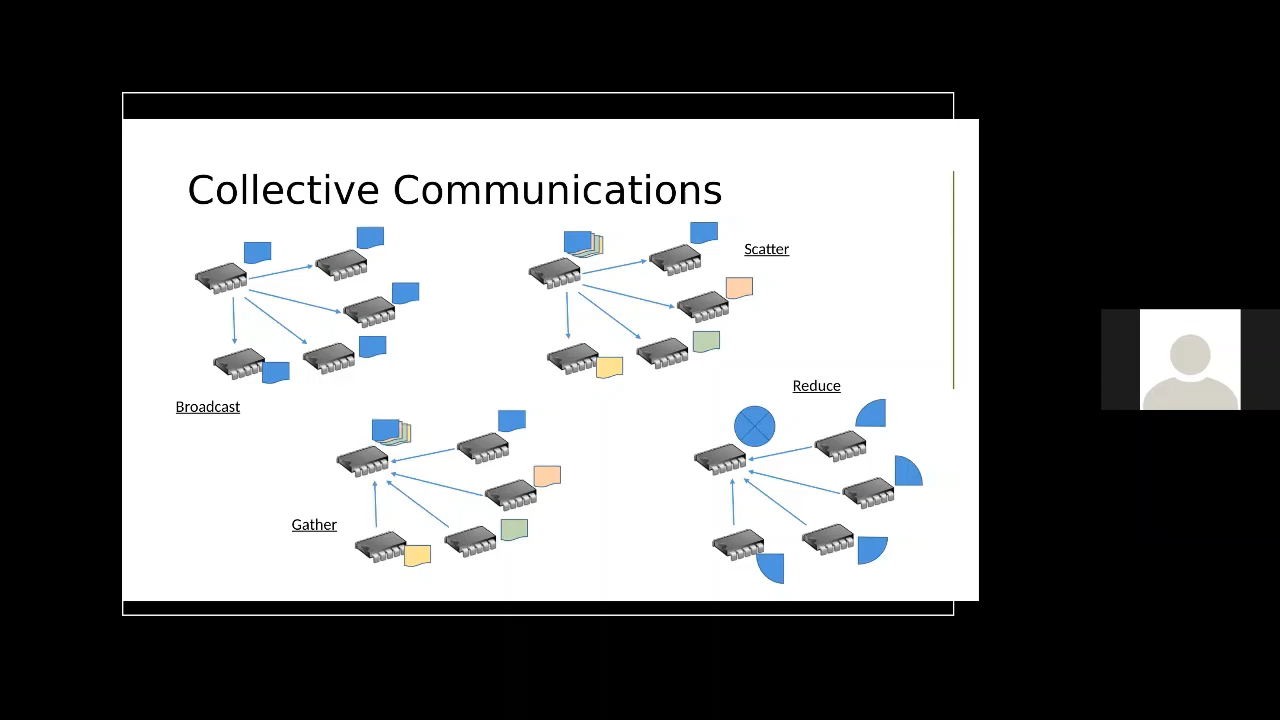 Collective Communications
Scatter
Reduce
Broadcast
Gather